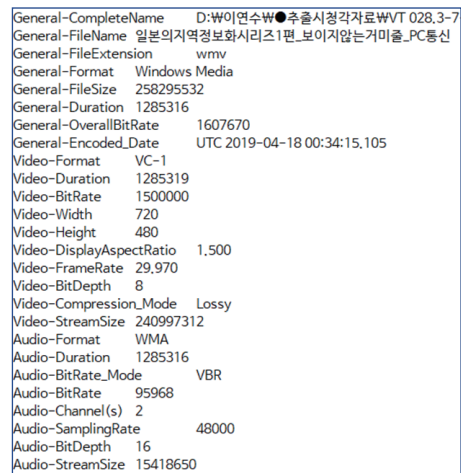 General-CompleteName D:₩이연수₩●추출시청각자료₩VT 028.3-7
General-FileName 일본의지역정보화시리즈1편_보이지않는거미줄_PC통신
General-FileExtension wmv
General-Format Windows Media
General-FileSize 258295532
General-Duration 1285316
General-OverallBitRate 1607670
General-Encoded_Date UTC 2019-04-18 00:34:15.105
Video-Format VC-1
Video-Duration 1285319
Video-BitRate 1500000
Video-Width 720
Video-Height 480
Video-DisplayAspectRatio 1.500
Video-FrameRate 29.970
Video-BitDepth 8
Video-Compression_Mode Lossy
Video-StreamSize 240997312
Audio-Format WMA
Audio-Duration 1285316
Audio-BitRate_Mode VBR
Audio-BitRate 95968
Audio-Channel(s) 2
Audio-SamplingRate 48000
Audio-BitDepth 16
Audio-StreamSize 15418650